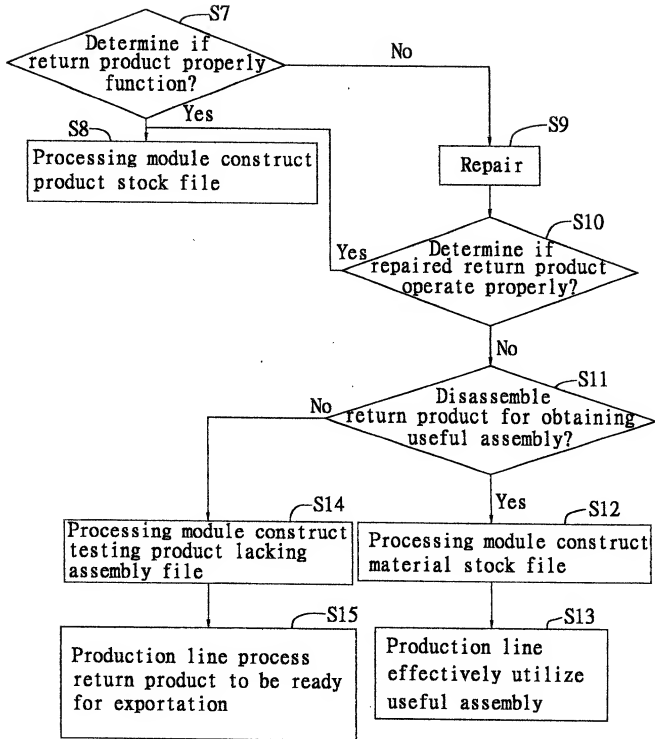 S7
Determine if
return product properly
function?
No
Yes
S8
Processing module construct
product stock file
S9
Repair
S10
Yes
Determine if
repaired return product
operate properly?
No
S11
Disassemble
return product for obtaining
useful assembly?
No
Yes
S14
Processing module construct
testing product lacking
assembly file
S12
Processing module construct
material stock file
S15
Production line process
return product to be ready
for exportation
S13
Production line
effectively utilize
useful assembly